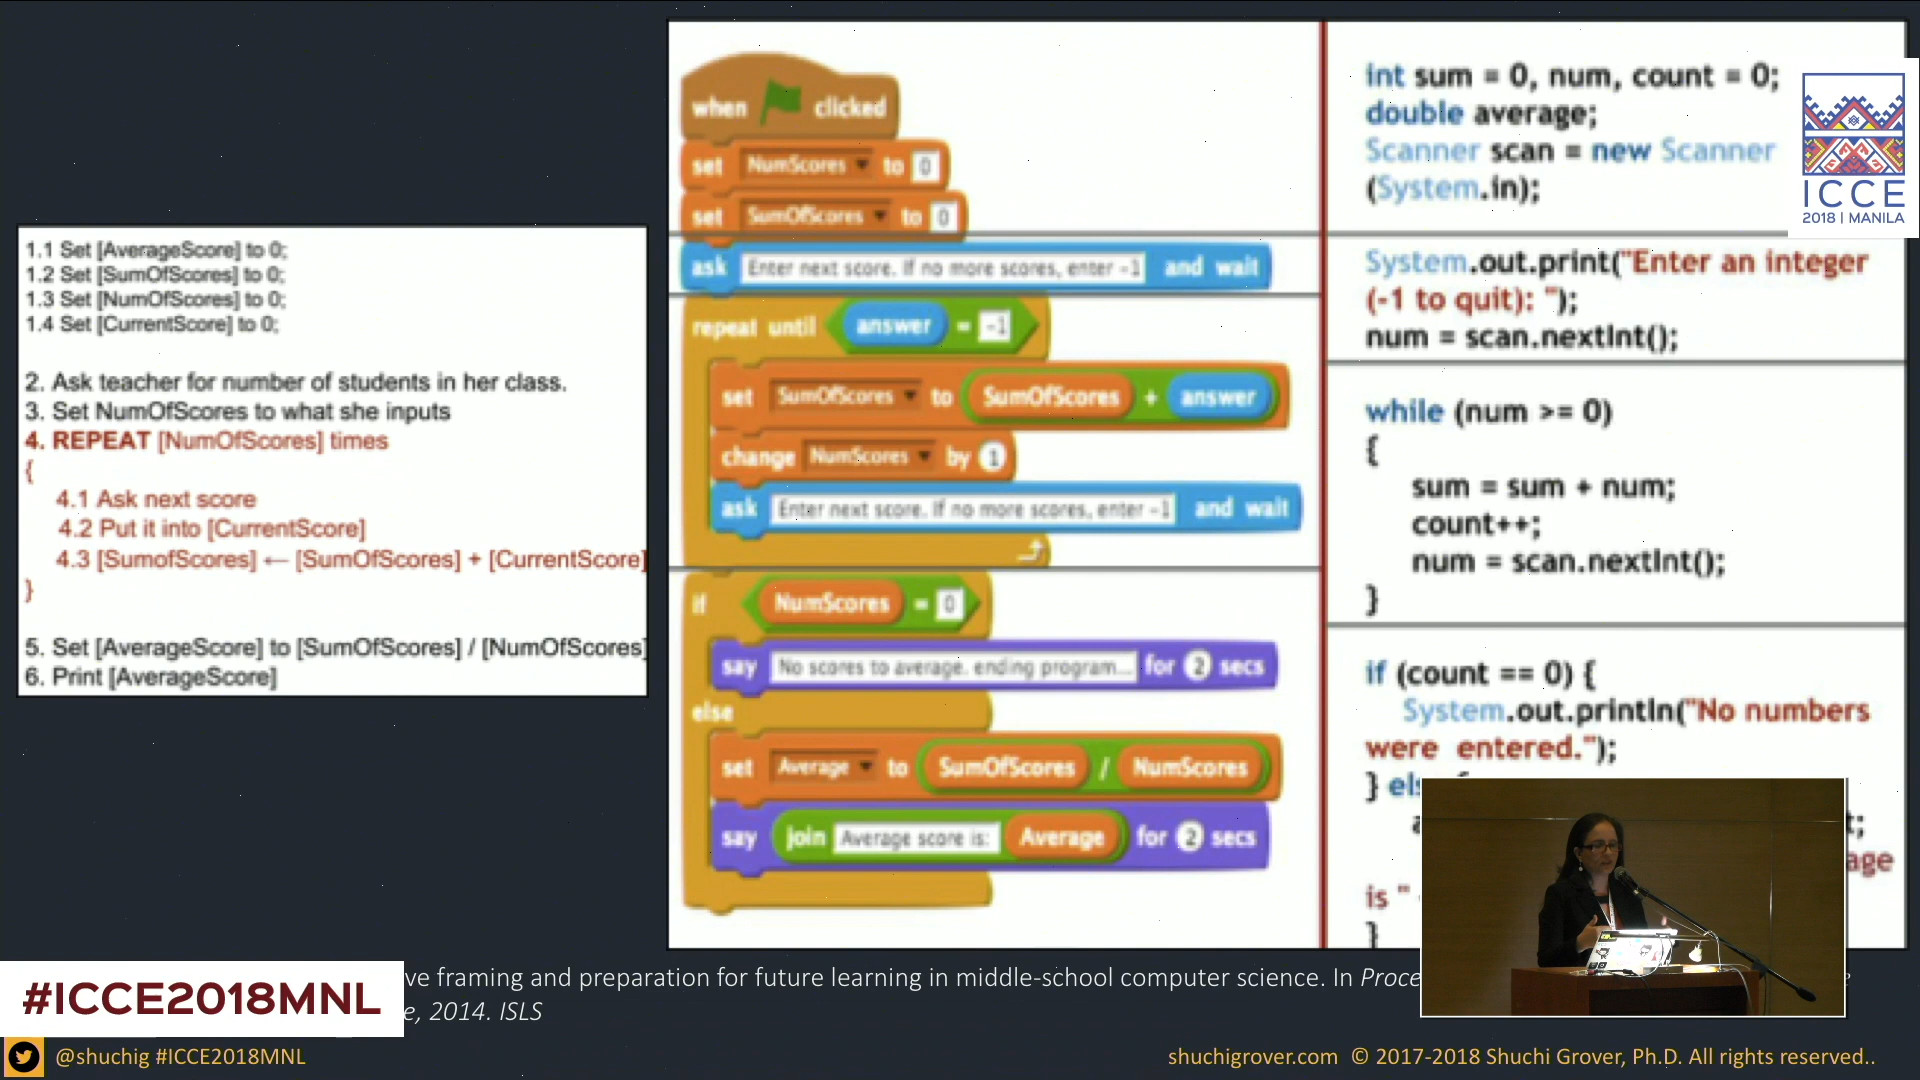 1.1 Set [AverageScore] to 0;
1.2 Set [SumOfScores] to 0;
1.3 Set [NumOfScores] to 0;
1.4 Set [CurrentScore] to 0;
2. Ask teacher for number of students in her class.
3. Set NumOfScores to what she inputs
4. REPEAT [NumOfScores] times
{
4.1 Ask next score
4.2 Put it into [CurrentScore]
4.3 [SumofScores] ← [SumOfScores] + [CurrentScore]
}
5. Set [AverageScore] to [SumOfScores] / [NumOfScores]
6. Print [AverageScore]
when clicked
set NumScores to 0
set SumOfScores to 0
ask Enter next score. If no more scores, enter -1 and wait
repeat until answer = -1
set SumOfScores to SumOfScores + answer
change NumScores by 1
ask Enter next score. If no more scores, enter -1 and wait
if NumScores = 0
say No scores to average. ending program... for 2 secs
else
set Average to SumOfScores / NumScores
say join Average score is: Average for 2 secs
int sum = 0, num, count = 0;
double average;
Scanner scan = new Scanner
(System.in);
System.out.print("Enter an integer
(-1 to quit): ");
num = scan.nextInt();
while (num >= 0)
{
sum = sum + num;
count++;
num = scan.nextInt();
}
if (count == 0) {
System.out.println("No numbers
were entered.");
}
is "
}
ICCE
2018 | MANILA
ve framing and preparation for future learning in middle-school computer science. In
e, 2014. ISLS
#ICCE2018MNL
@shuchig #ICCE2018MNL
shuchigrover.com © 2017-2018 Shuchi Grover, Ph.D. All rights reserved..